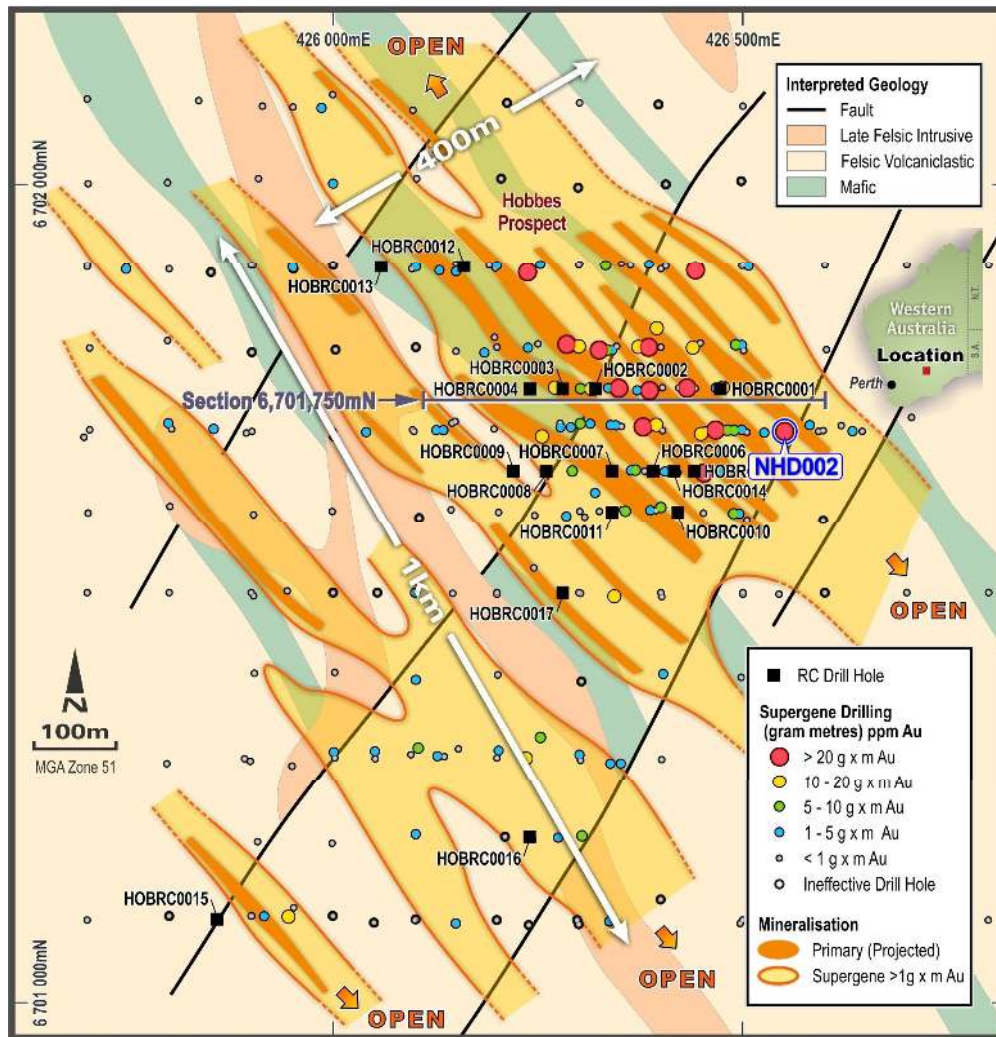 426 000mE
426 500mE
OPEN
400m
Interpreted Geology
Fault
Late Felsic Intrusive
Felsic Volcaniclastic
Mafic
6 702 000mN
Hobbes
Prospect
HOBRC0012
HOBRC0013
N.T.
S.A.
Western
Australia
Location
Perth
HOBRC0003
HOBRC0002
HOBRC0004
HOBRC0001
Section 6,701,750mN
HOBRC0009
HOBRC0007
HOBRC0006
NHD002
HOBRC0008
HOBRC0014
HOBRC0011
HOBRC0010
1km
HOBRC0017
OPEN
N
100m
MGA Zone 51
RC Drill Hole
Supergene Drilling
(gram metres) ppm Au
> 20 g x m Au
10 - 20 g x m Au
5 - 10 g x m Au
1 - 5 g x m Au
< 1 g x m Au
Ineffective Drill Hole
Mineralisation
Primary (Projected)
Supergene >1g x m Au
HOBRC0016
HOBRC0015
OPEN
OPEN
6 701 000mN